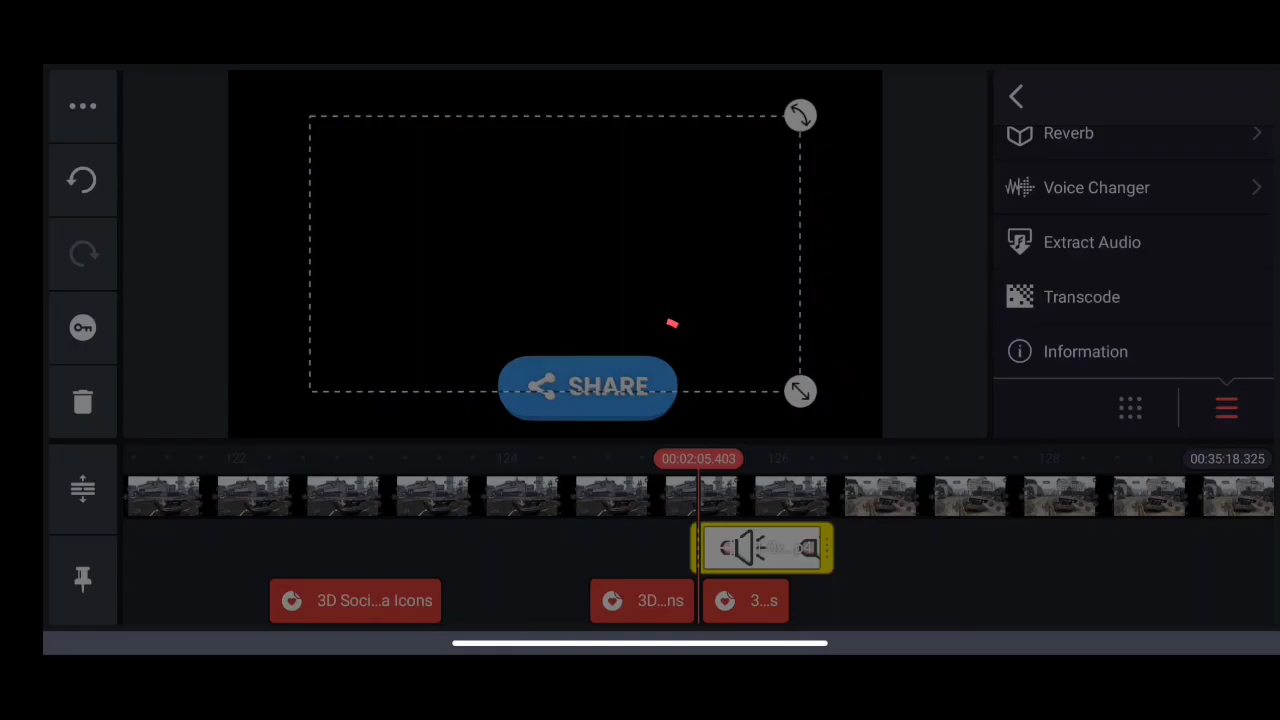 Reverb
Voice Changer
Extract Audio
Transcode
Information
SHARE
122
124
00:02:05.403
126
128
00:35:18.325
3D Soci...a Icons
3D...ns
3...s